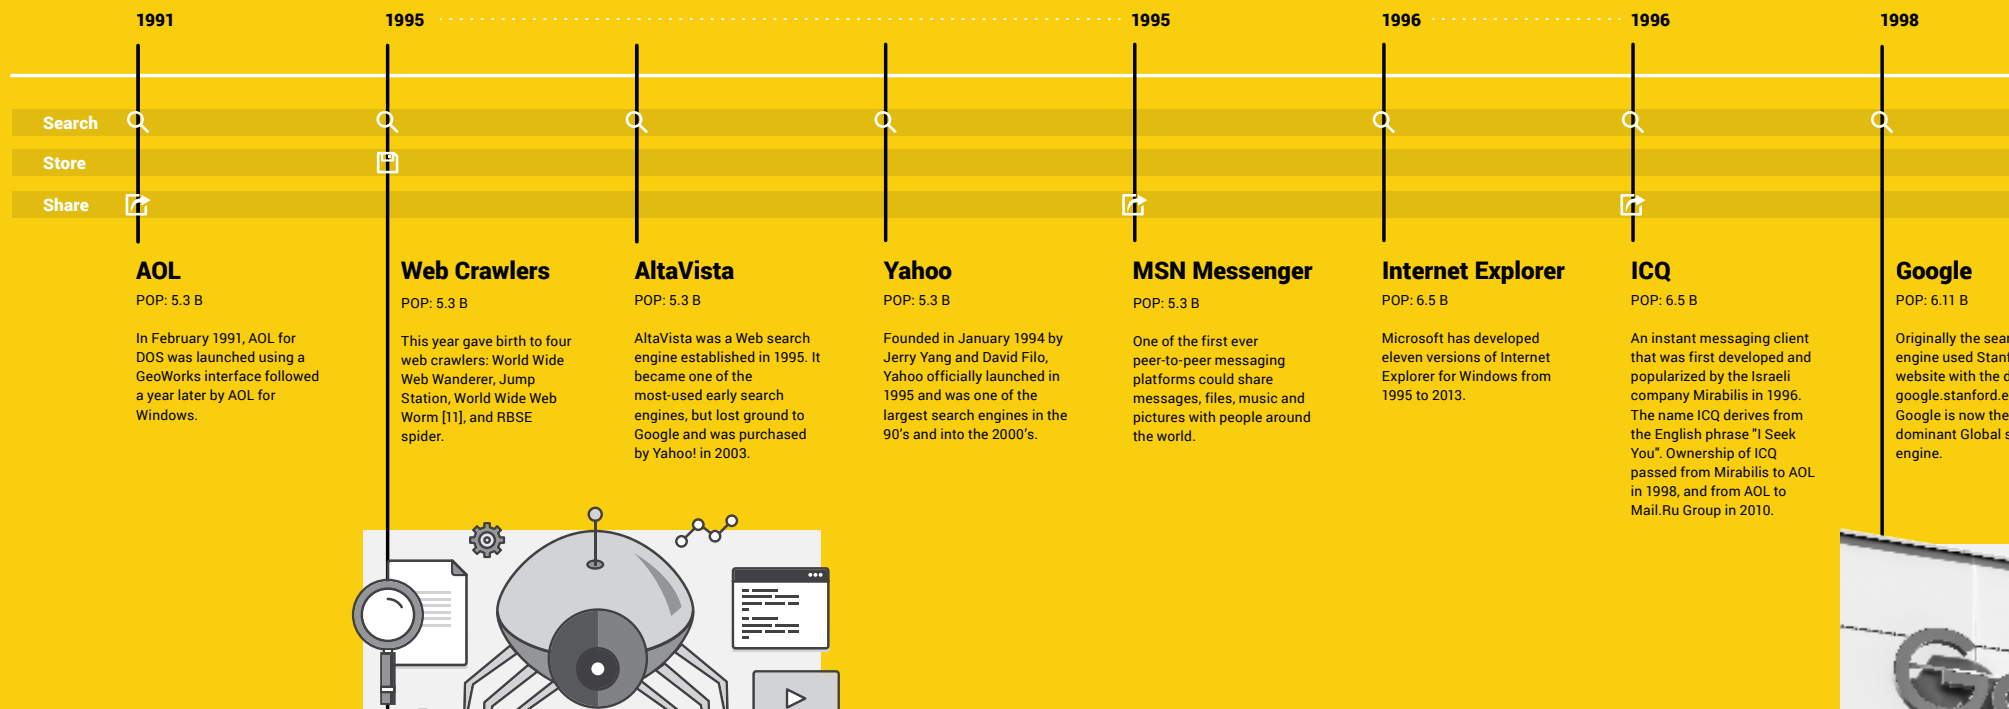 1991
1995
1995
1996
1996
1998
Search
Store
Share
AOL
POP: 5.3 B
In February 1991, AOL for
DOS was launched using a
GeoWorks interface followed
a year later by AOL for
Windows.
Web Crawlers
POP: 5.3 B
This year gave birth to four
web crawlers: World Wide
Web Wanderer, Jump
Station, World Wide Web
Worm [11], and RBSE
spider.
AltaVista
POP: 5.3 B
AltaVista was a Web search
engine established in 1995. It
became one of the
most-used early search
engines, but lost ground to
Google and was purchased
by Yahoo! in 2003.
Yahoo
POP: 5.3 B
Founded in January 1994 by
Jerry Yang and David Filo,
Yahoo officially launched in
1995 and was one of the
largest search engines in the
90's and into the 2000's.
MSN Messenger
POP: 5.3 B
One of the first ever
peer-to-peer messaging
platforms could share
messages, files, music and
pictures with people around
the world.
Internet Explorer
POP: 6.5 B
Microsoft has developed
eleven versions of Internet
Explorer for Windows from
1995 to 2013.
ICQ
POP: 6.5 B
An instant messaging client
that was first developed and
popularized by the Israeli
company Mirabilis in 1996.
The name ICQ derives from
the English phrase "I Seek
You". Ownership of ICQ
passed from Mirabilis to AOL
in 1998, and from AOL to
Mail.Ru Group in 2010.
Google
POP: 6.11 B
Originally the
engine used
website with the
Google is now the
dominant Global
engine.